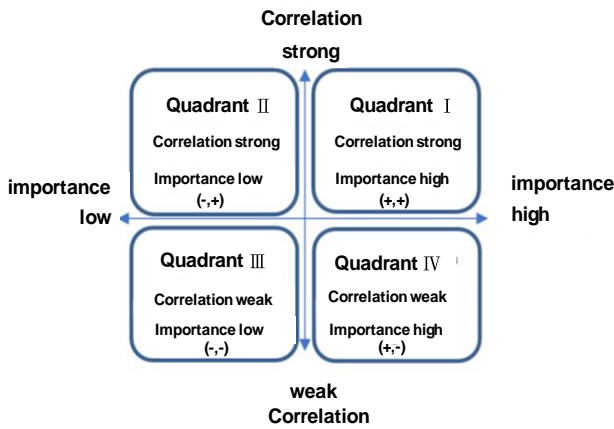 Correlation
strong
Quadrant Ⅱ
Correlation strong
Importance low
(-,+)
Quadrant Ⅰ
Correlation strong
Importance high
(+,+)
importance
low
importance
high
Quadrant Ⅲ
Correlation weak
Importance low
(-,-)
Quadrant Ⅳ
Correlation weak
Importance high
(+,-)
weak
Correlation